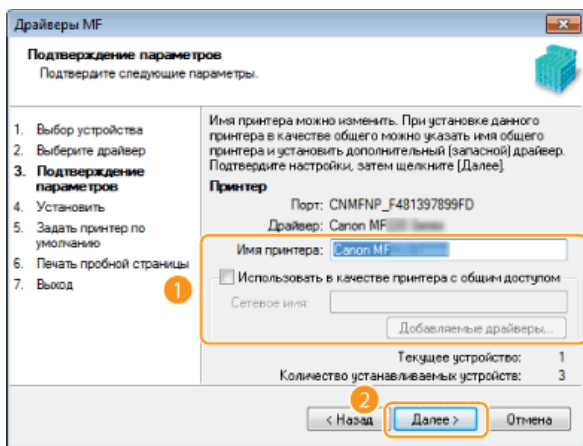 Драйверы MF
Подтверждение параметров
Подтвердите следующие параметры.
1. Выбор устройства
2. Выберите драйвер
3. Подтверждение
параметров
4. Установить
5. Задать принтер по
умолчанию
6. Печать пробной страницы
7. Выход
Имя принтера можно изменить. При установке данного
принтера в качестве общего можно указать имя общего
принтера и установить дополнительный (запасной) драйвер.
Подтвердите настройки, затем щелкните [Далее].
Принтер
Порт: CNMFNP_F481397899FD
Драйвер: Canon MF
Имя принтера: Canon MF
1
Использовать в качестве принтера с общим доступом
Сетевое имя:
Добавляемые драйверы...
Текущее устройство: 1
Количество устанавливаемых устройств: 3
2
< Назад Далее > Отмена